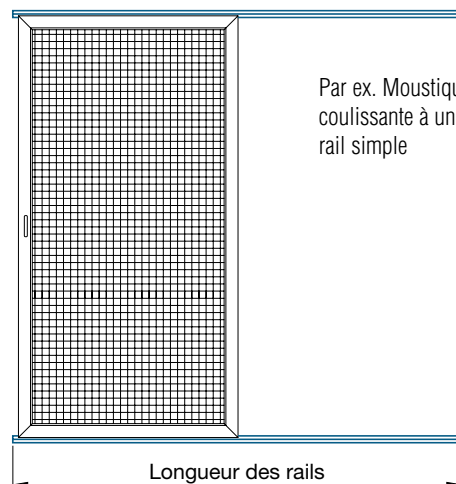 Par ex. Moustiqu
coulissante à un
rail simple
Longueur des rails